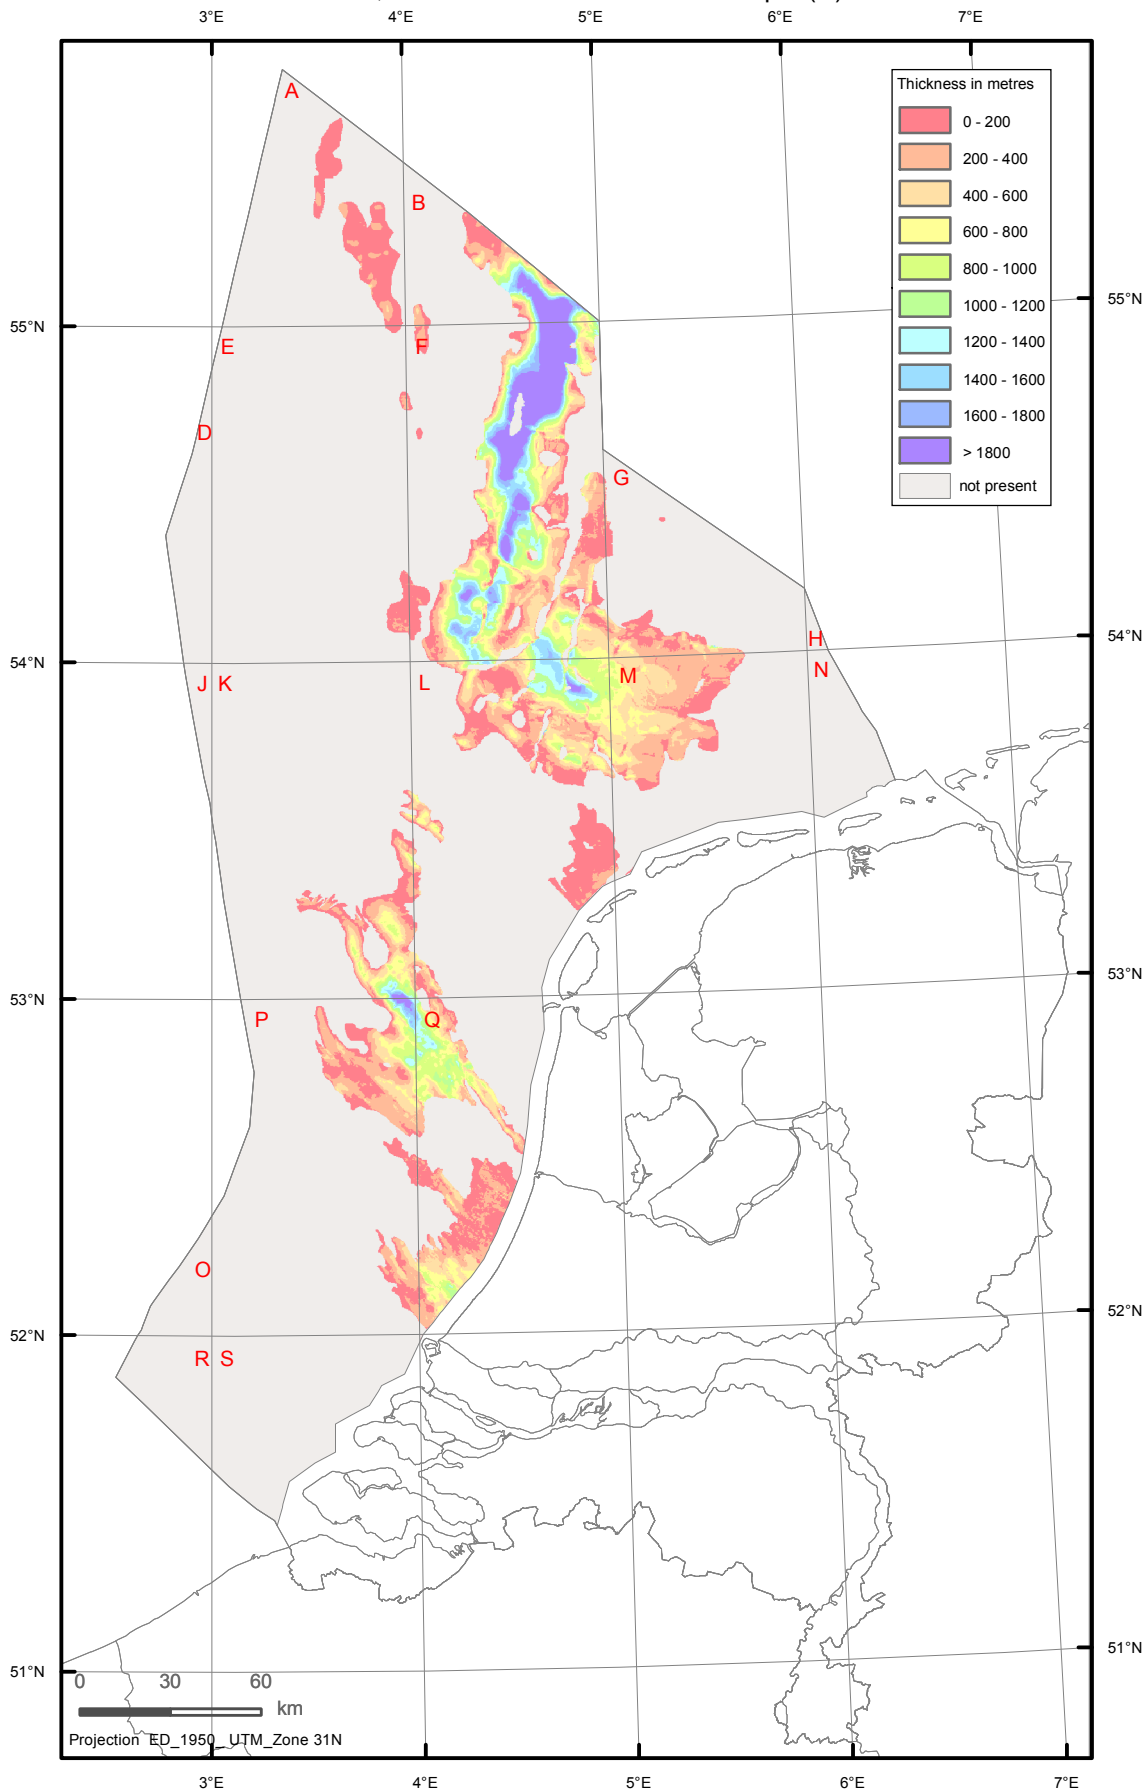 3°E 4°E 5°E 6°E 7°E
A
Thickness in metres
0 - 200
200 - 400
400 - 600
600 - 800
800 - 1000
1000 - 1200
1200 - 1400
1400 - 1600
1600 - 1800
> 1800
not present
B
55°N 55°N
E F
D
G
54°N 54°N
H
J K L M N
53°N 53°N
P Q
O
52°N 52°N
R S
51°N 51°N
0 30 60
km
Projection ED_1950_ UTM_Zone 31N
3°E 4°E 5°E 6°E 7°E